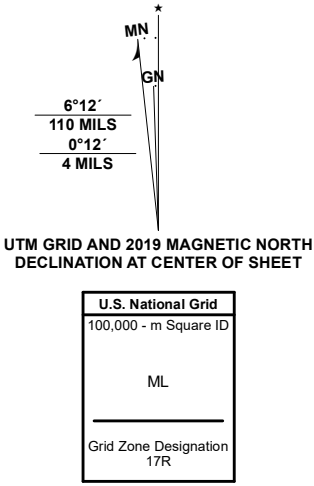 MN
GN
6°12´
110 MILS
0°12´
4 MILS
UTM GRID AND 2019 MAGNETIC NORTH
DECLINATION AT CENTER OF SHEET
U.S. National Grid
100,000 - m Square ID
ML
Grid Zone Designation
17R